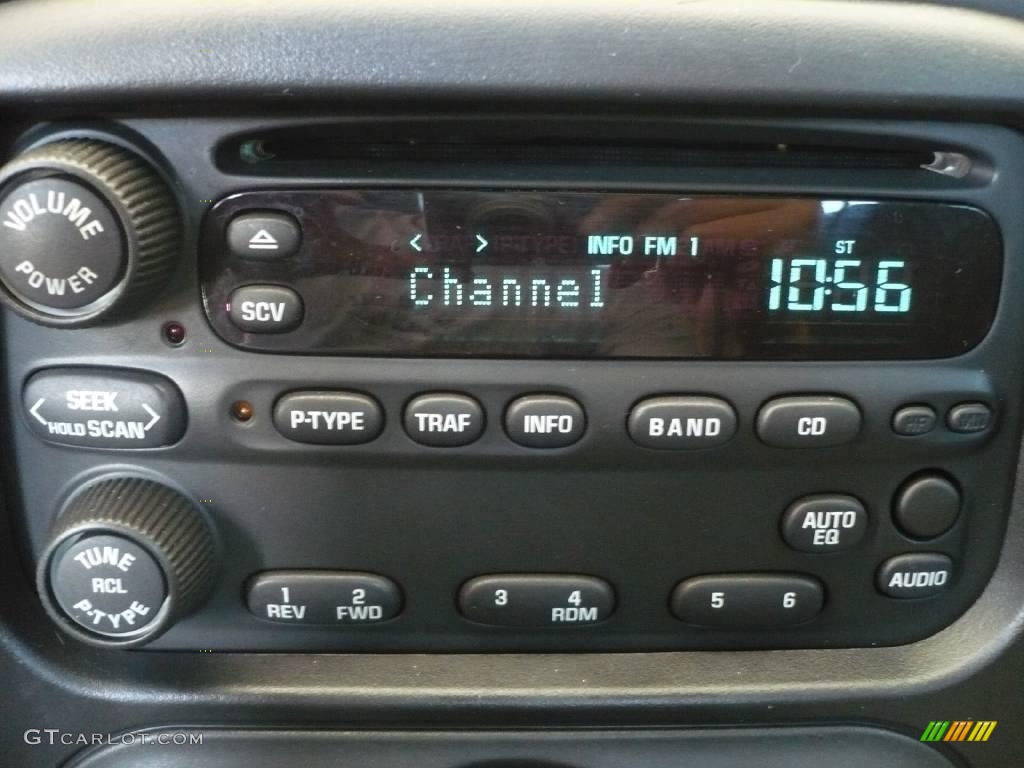 VOLUME
POWER
< > INFO FM 1 ST
Channel 10:56
SCV
SEEK
HOLD SCAN
P-TYPE TRAF INFO BAND CD
TUNE
RCL
P-TYPE
AUTO
EQ
AUDIO
1 2 3 4 5 6
REV FWD RDM
GTCARLOT.COM